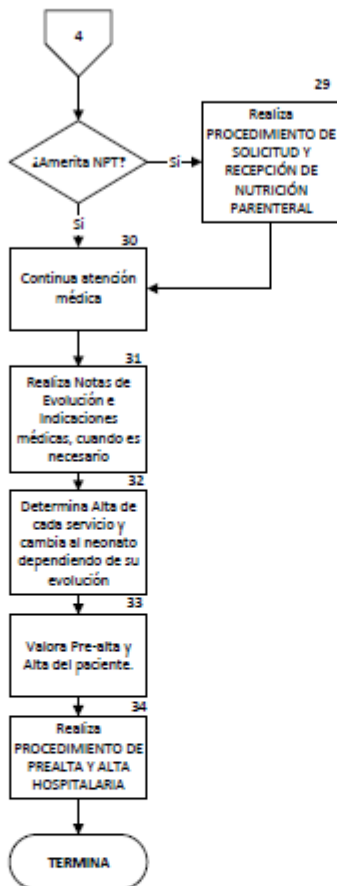 4
29
Realiza
PROCEDIMIENTO DE
SOLICITUD Y
RECEPCIÓN DE
NUTRICIÓN
PARENTERAL
¿Amerita NPT?
Sí
Sí
30
Continua atención
médica
31
Realiza Notas de
Evolución e
Indicaciones
médicas, cuando es
necesario
32
Determina Alta de
cada servicio y
cambia al neonato
dependiendo de su
evolución
33
Valora Pre-alta y
Alta del paciente.
34
Realiza
PROCEDIMIENTO DE
PREALTA Y ALTA
HOSPITALARIA
TERMINA